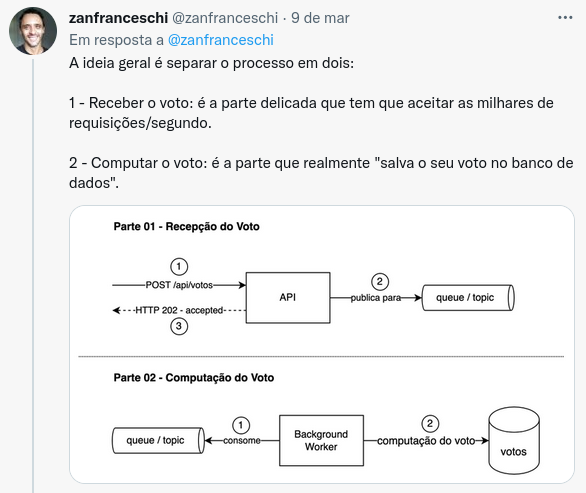 zanfranceschi @zanfranceschi · 9 de mar
Em resposta a @zanfranceschi
A ideia geral é separar o processo em dois:
1 - Receber o voto: é a parte delicada que tem que aceitar as milhares de
requisições/segundo.
2 - Computar o voto: é a parte que realmente "salva o seu voto no banco de
dados".
Parte 01 - Recepção do Voto
1
POST /api/votos
HTTP 202 - accepted
3
API
2
publica para
queue / topic
Parte 02 - Computação do Voto
queue / topic
1
consome
Background
Worker
2
computação do voto
votos